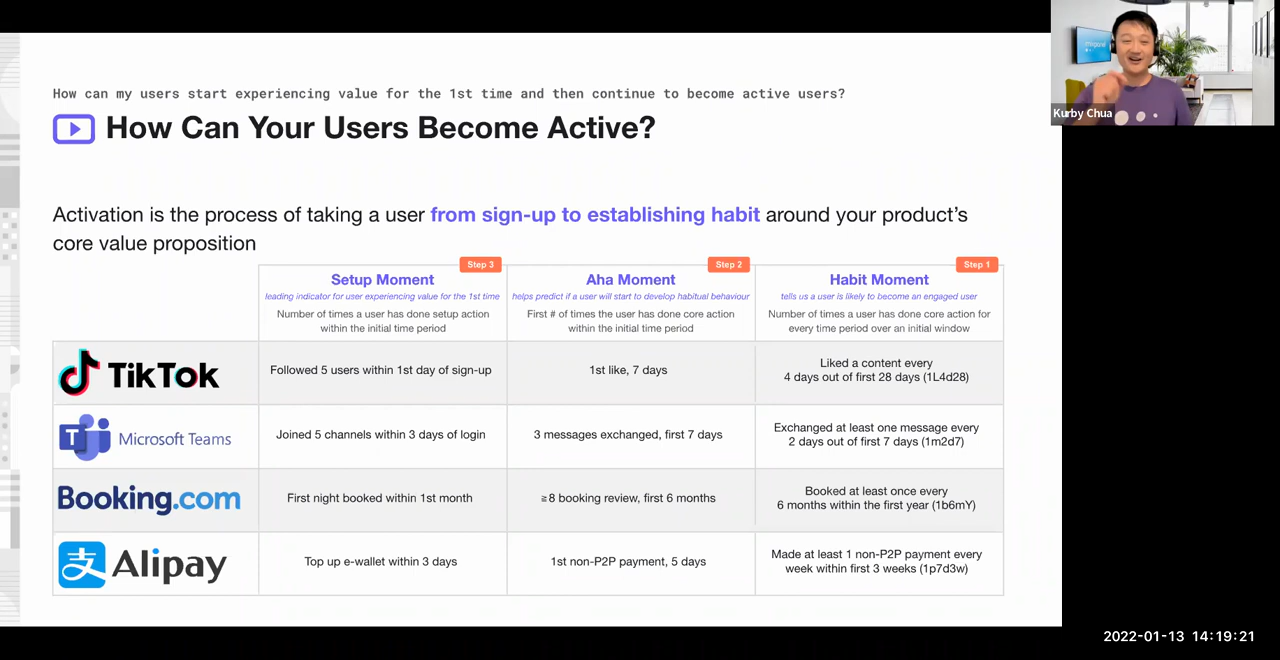 How can my users start experiencing value for the 1st time and then continue to become active users?
How Can Your Users Become Active?
Kurby Chua
Activation is the process of taking a user from sign-up to establishing habit around your product's
core value proposition
Step 3
Step 2
Step 1
Setup Moment
Aha Moment
Habit Moment
leading indicator for user experiencing value for the 1st time
helps predict if a user will start to develop habitual behaviour
tells us a user is likely to become an engaged user
Number of times a user has done setup action
within the initial time period
First # of times the user has done core action
within the initial time period
Number of times a user has done core action for
every time period over an initial window
TikTok
Followed 5 users within 1st day of sign-up
1st like, 7 days
Liked a content every
4 days out of first 28 days (1L4d28)
T
Microsoft Teams
Joined 5 channels within 3 days of login
3 messages exchanged, first 7 days
Exchanged at least one message every
2 days out of first 7 days (1m2d7)
Booking.com
First night booked within 1st month
≥8 booking review, first 6 months
Booked at least once every
6 months within the first year (1b6mY)
支 Alipay
Top up e-wallet within 3 days
1st non-P2P payment, 5 days
Made at least 1 non-P2P payment every
week within first 3 weeks (1p7d3w)
2022-01-13 14:19:21